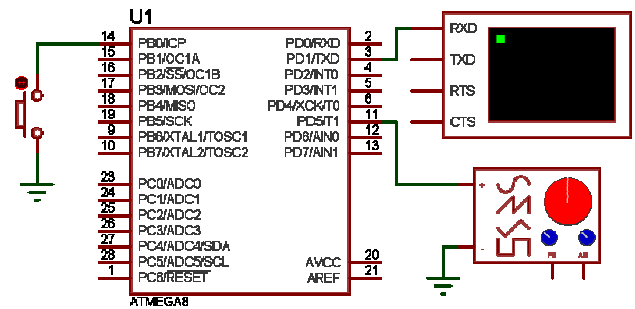 U1
14 PB0/ICP PD0/RXD 2
15 PB1/OC1A PD1/TXD 3
16 PB2/SS/OC1B PD2/INT0 4
17 PB3/MOSI/OC2 PD3/INT1 5
18 PB4/MISO PD4/XCK/T0 6
19 PB5/SCK PD5/T1 11
9 PB6/XTAL1/TOSC1 PD6/AIN0 12
10 PB7/XTAL2/TOSC2 PD7/AIN1 13
23 PC0/ADC0
24 PC1/ADC1
25 PC2/ADC2
26 PC3/ADC3
27 PC4/ADC4/SDA
28 PC5/ADC5/SCL AVCC 20
1 PC6/RESET AREF 21
ATMEGA8
RXD
TXD
RTS
CTS
+
-